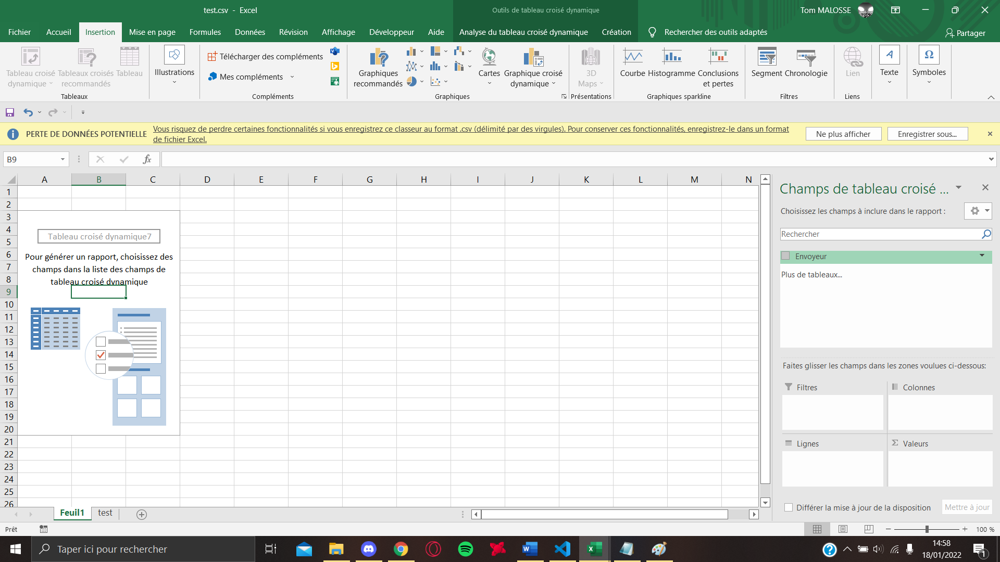 test.csv - Excel
Outils de tableau croisé dynamique
Tom MALOSSE
Fichier Accueil Insertion Mise en page Formules Données Révision Affichage Développeur Aide Analyse du tableau croisé dynamique Création Rechercher des outils adaptés Partager
Tableau croisé dynamique
Tableaux croisés recommandés
Tableau
Tableaux
Illustrations
Télécharger des compléments
Mes compléments
Compléments
Graphiques recommandés
Cartes
Graphique croisé dynamique
Graphiques
3D Maps
Présentations
Courbe
Histogramme
Conclusions et pertes
Graphiques sparkline
Segment
Chronologie
Filtres
Lien
Liens
A
Texte
Ω
Symboles
PERTE DE DONNÉES POTENTIELLE
Vous risquez de perdre certaines fonctionnalités si vous enregistrez ce classeur au format .csv (délimité par des virgules). Pour conserver ces fonctionnalités, enregistrez-le dans un format
de fichier Excel.
Ne plus afficher
Enregistrer sous...
B9
fx
A B C D E F G H I J K L M N
1
2
3
4
5
6
7
8
9
10
11
12
13
14
15
16
17
18
19
20
21
22
23
24
25
26
Tableau croisé dynamique7
Pour générer un rapport, choisissez des
champs dans la liste des champs de
tableau croisé dynamique
Champs de tableau croisé ...
Choisissez les champs à inclure dans le rapport :
Rechercher
Envoyeur
Plus de tableaux...
Faites glisser les champs dans les zones voulues ci-dessous:
Filtres
Colonnes
Lignes
Σ Valeurs
Différer la mise à jour de la disposition
Mettre à jour
Feuil1 test
Prêt
100 %
Taper ici pour rechercher
14:58
18/01/2022
1